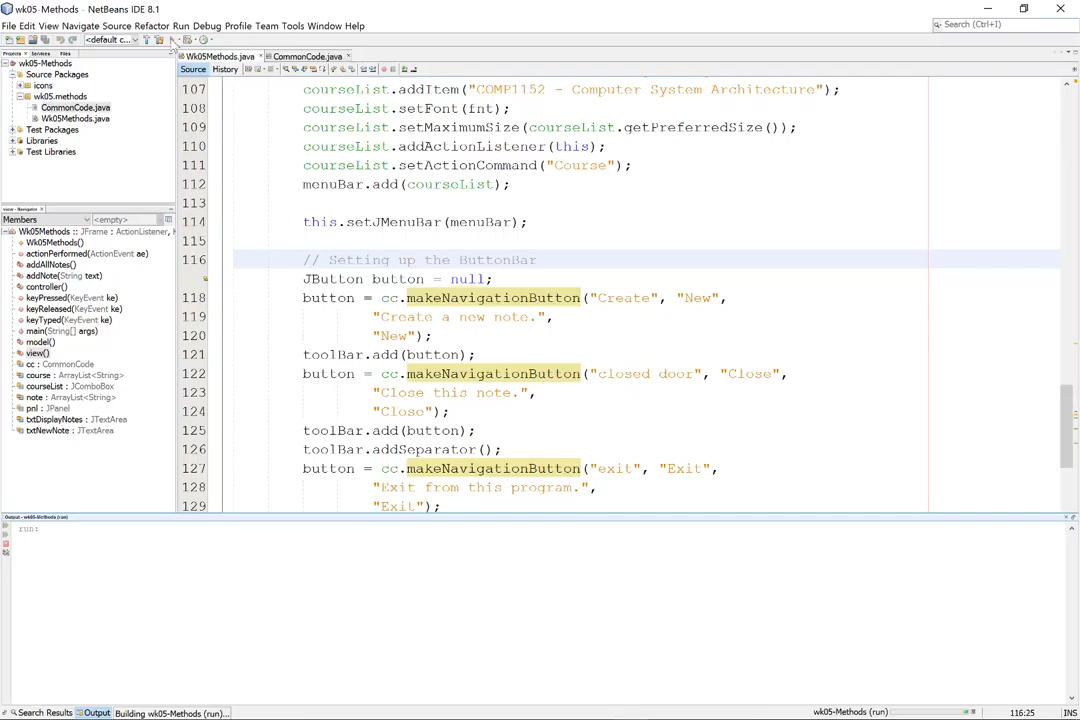 wk05-Methods - NetBeans IDE 8.1
File Edit View Navigate Source Refactor Run Debug Profile Team Tools Window Help
Search (Ctrl+I)
<default c...
Projects × Services Files
Wk05Methods.java × CommonCode.java ×
wk05-Methods
Source Packages
icons
wk05.methods
CommonCode.java
Wk05Methods.java
Test Packages
Libraries
Test Libraries
Source History
107 courseList.addItem("COMP1152 - Computer System Architecture");
108 courseList.setFont(fnt);
109 courseList.setMaximumSize(courseList.getPreferredSize());
110 courseList.addActionListener(this);
111 courseList.setActionCommand("Course");
112 menuBar.add(courseList);
113
114 this.setJMenuBar(menuBar);
115
116 // Setting up the ButtonBar
JButton button = null;
118 button = cc.makeNavigationButton("Create", "New",
119 "Create a new note.",
120 "New");
121 toolBar.add(button);
122 button = cc.makeNavigationButton("closed door", "Close",
123 "Close this note.",
124 "Close");
125 toolBar.add(button);
126 toolBar.addSeparator();
127 button = cc.makeNavigationButton("exit", "Exit",
128 "Exit from this program.",
129 "Exit");
view - Navigator ×
Members <empty>
Wk05Methods :: JFrame : ActionListener, K
Wk05Methods()
actionPerformed(ActionEvent ae)
addAllNotes()
addNote(String text)
controller()
keyPressed(KeyEvent ke)
keyReleased(KeyEvent ke)
keyTyped(KeyEvent ke)
main(String[] args)
model()
view()
cc : CommonCode
course : ArrayList<String>
courseList : JComboBox
note : ArrayList<String>
pnl : JPanel
txtDisplayNotes : JTextArea
txtNewNote : JTextArea
Output - wk05-Methods (run)
run:
Search Results Output Building wk05-Methods (run)...
wk05-Methods (run) 116:25 INS